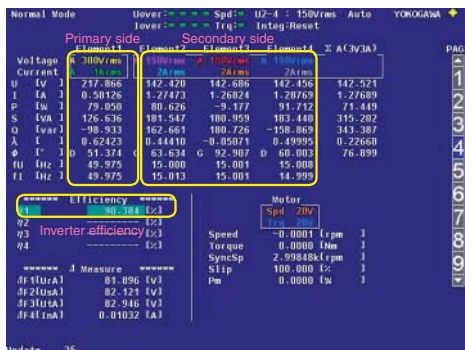 Normal Mode Uover: Spd: U2-4 : 150Vrms Auto YOKOGAWA
Iover: Trq: Integ:Reset
Primary side Secondary side
Element1 Element2 Element3 Element4 Σ A(3V3A) PAG
Voltage A 300Vrms A 150Vrms A 150Vrms A 150Vrms
Current A 1Arms 2Arms 2Arms 2Arms
U [V ] 217.866 142.420 142.686 142.456 142.521
I [A ] 0.58126 1.27473 1.26824 1.28769 1.27689
P [W ] 79.050 80.626 -9.177 91.712 71.449
S [VA ] 126.636 181.547 180.959 183.440 315.202
Q [var] -98.933 162.661 180.726 -158.869 343.387
λ [ ] 0.62423 0.44410 -0.05071 0.49995 0.22668
Φ [° ] D 51.374 G 63.634 G 92.907 D 60.003 76.899
fU [Hz ] 49.975 15.000 15.001 15.008
fI [Hz ] 49.975 15.013 15.001 14.999
1
2
3
4
5
6
7
8
9
****** Efficiency ******
η1 90.384 [%]
η2 -------- [%]
η3 -------- [%]
η4 -------- [%]
Inverter efficiency
Motor
Spd 20V
Trq 20V
Speed -0.0001 [rpm ]
Torque 0.0000 [Nm ]
SyncSp 2.99848k[rpm ]
Slip 100.000 [% ]
Pm 0.0000 [W ]
****** Δ Measure ******
ΔF1[UrA] 81.896 [V]
ΔF2[UsA] 82.121 [V]
ΔF3[UtA] 82.946 [V]
ΔF4[InA] 0.01032 [A]
Update 35